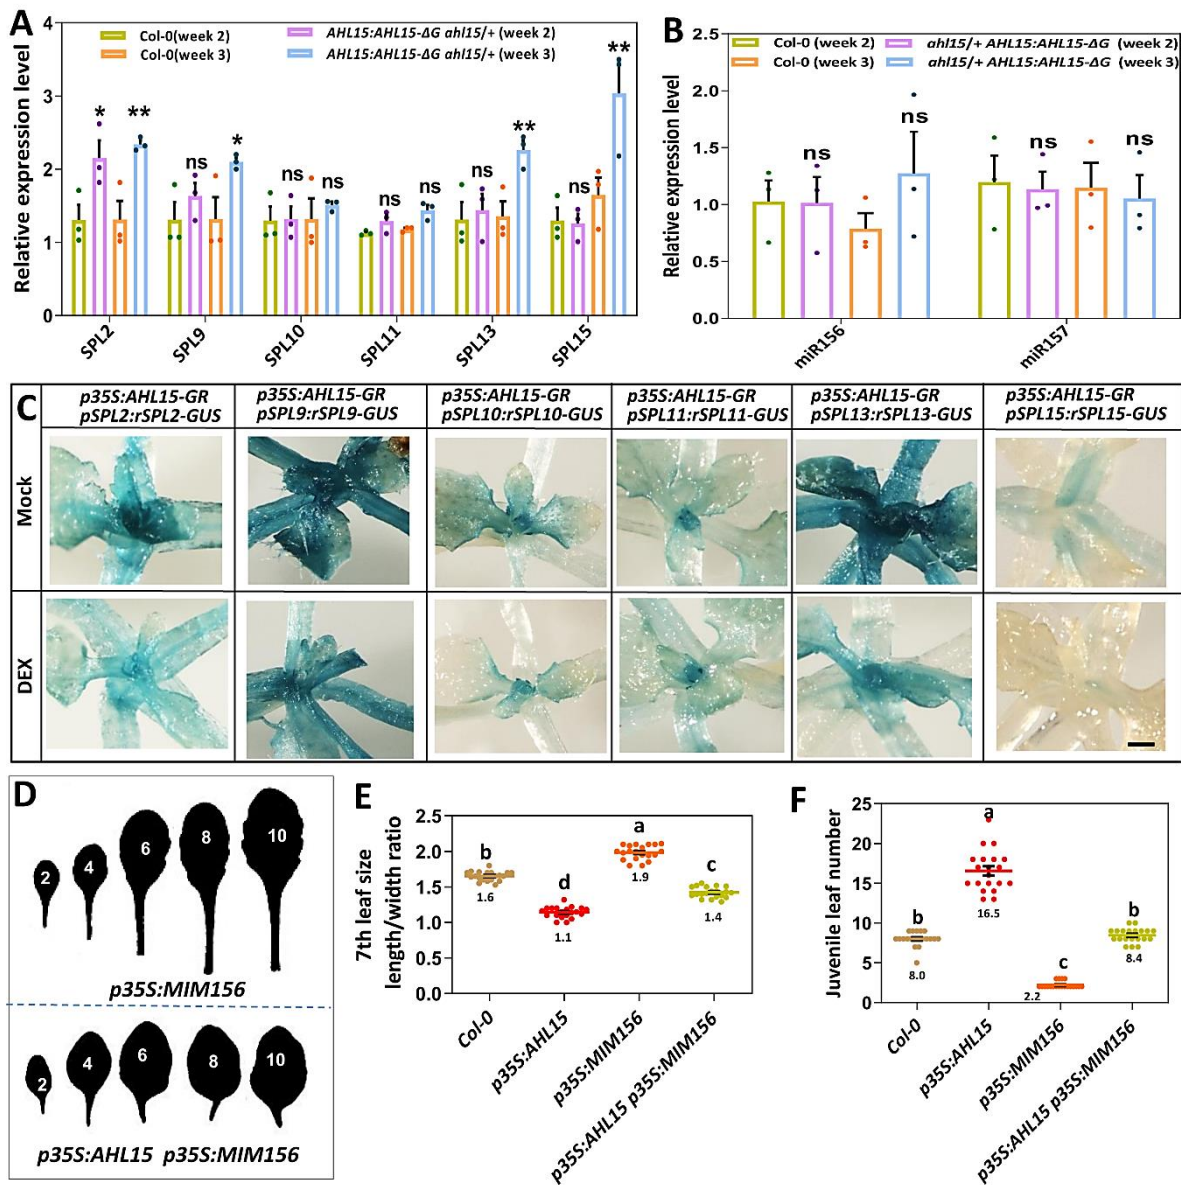 A
Relative expression level
4
3
2
1
0
Col-0(week 2)
Col-0(week 3)
AHL15:AHL15-ΔG ahl15/+ (week 2)
AHL15:AHL15-ΔG ahl15/+ (week 3)
* ** ns * ns ns ns ns ns ** ns **
SPL2 SPL9 SPL10 SPL11 SPL13 SPL15
B
Relative expression level
2.5
2.0
1.5
1.0
0.5
0.0
Col-0 (week 2)
Col-0 (week 3)
ahl15/+ AHL15:AHL15-ΔG (week 2)
ahl15/+ AHL15:AHL15-ΔG (week 3)
ns ns ns ns
miR156 miR157
C
p35S:AHL15-GR
pSPL2:rSPL2-GUS
p35S:AHL15-GR
pSPL9:rSPL9-GUS
p35S:AHL15-GR
pSPL10:rSPL10-GUS
p35S:AHL15-GR
pSPL11:rSPL11-GUS
p35S:AHL15-GR
pSPL13:rSPL13-GUS
p35S:AHL15-GR
pSPL15:rSPL15-GUS
Mock
DEX
D
2 4 6 8 10
p35S:MIM156
2 4 6 8 10
p35S:AHL15 p35S:MIM156
E
7th leaf size
length/width ratio
2.5
2.0
1.5
1.0
0.5
0.0
b d a c
1.6 1.1 1.9 1.4
Col-0
p35S:AHL15
p35S:MIM156
p35S:AHL15 p35S:MIM156
F
Juvenile leaf number
25
20
15
10
5
0
b a c b
8.0 16.5 2.2 8.4
Col-0
p35S:AHL15
p35S:MIM156
p35S:AHL15 p35S:MIM156